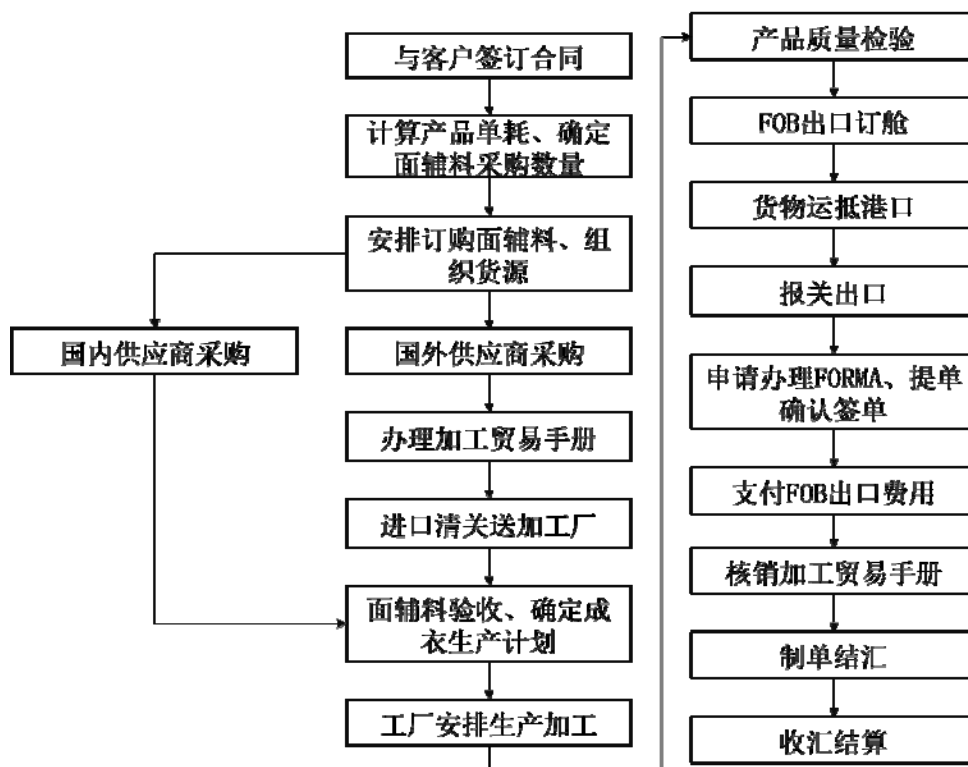 与客户签订合同
计算产品单耗、确定
面辅料采购数量
安排订购面辅料、组
织货源
国内供应商采购
国外供应商采购
办理加工贸易手册
进口清关送加工厂
面辅料验收、确定成
衣生产计划
工厂安排生产加工
产品质量检验
FOB出口订舱
货物运抵港口
报关出口
申请办理FORMA、提单
确认签单
支付FOB出口费用
核销加工贸易手册
制单结汇
收汇结算